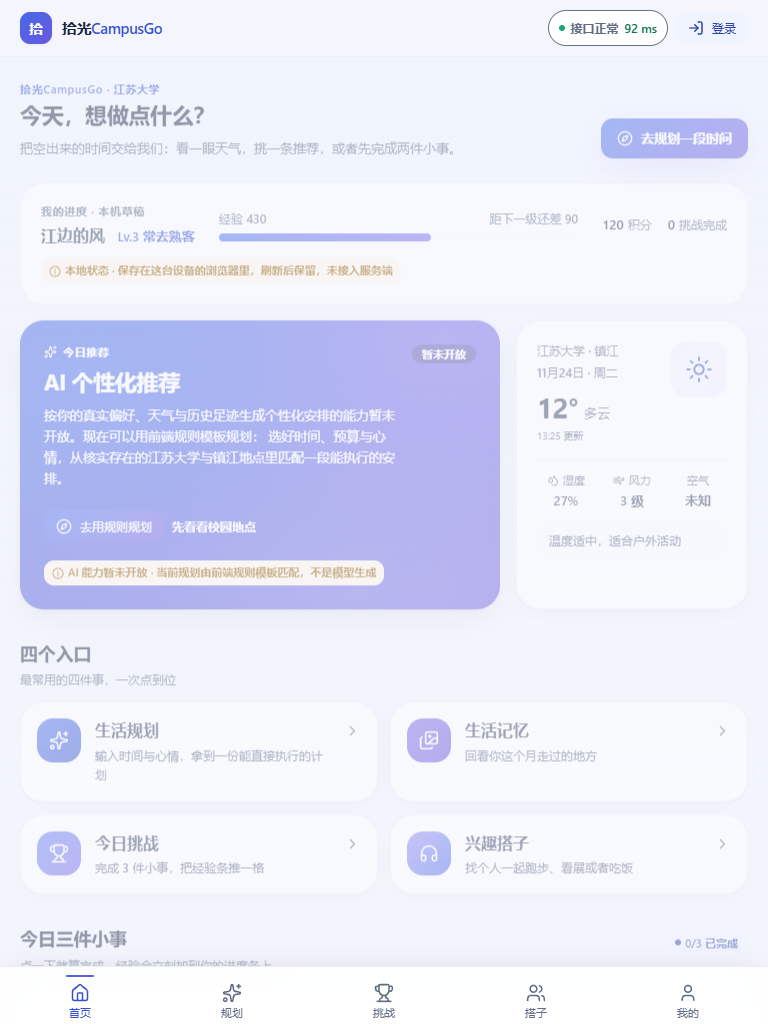 拾 拾光CampusGo
接口正常 92 ms
登录
拾光CampusGo · 江苏大学
今天，想做点什么？
把空出来的时间交给我们：看一眼天气，挑一条推荐，或者先完成两件小事。
去规划一段时间
我的进度 · 本机草稿
江边的风 Lv.3 常去熟客
经验 430
距下一级还差 90
120 积分 0 挑战完成
本地状态 · 保存在这台设备的浏览器里，刷新后保留，未接入服务端
今日推荐
暂未开放
AI 个性化推荐
按你的真实偏好、天气与历史足迹生成个性化安排的能力暂未
开放。现在可以用前端规则模板规划： 选好时间、预算与心
情，从核实存在的江苏大学与镇江地点里匹配一段能执行的安
排。
去用规则规划 先看看校园地点
AI 能力暂未开放 · 当前规划由前端规则模板匹配，不是模型生成
江苏大学 · 镇江
11月24日 · 周二
12° 多云
13:25 更新
湿度 风力 空气
27% 3 级 未知
温度适中，适合户外活动
四个入口
最常用的四件事，一次点到位
生活规划
输入时间与心情，拿到一份能直接执行的计
划
生活记忆
回看你这个月走过的地方
今日挑战
完成 3 件小事，把经验条推一格
兴趣搭子
找个人一起跑步、看展或者吃饭
今日三件小事
0/3 已完成
首页 规划 挑战 搭子 我的